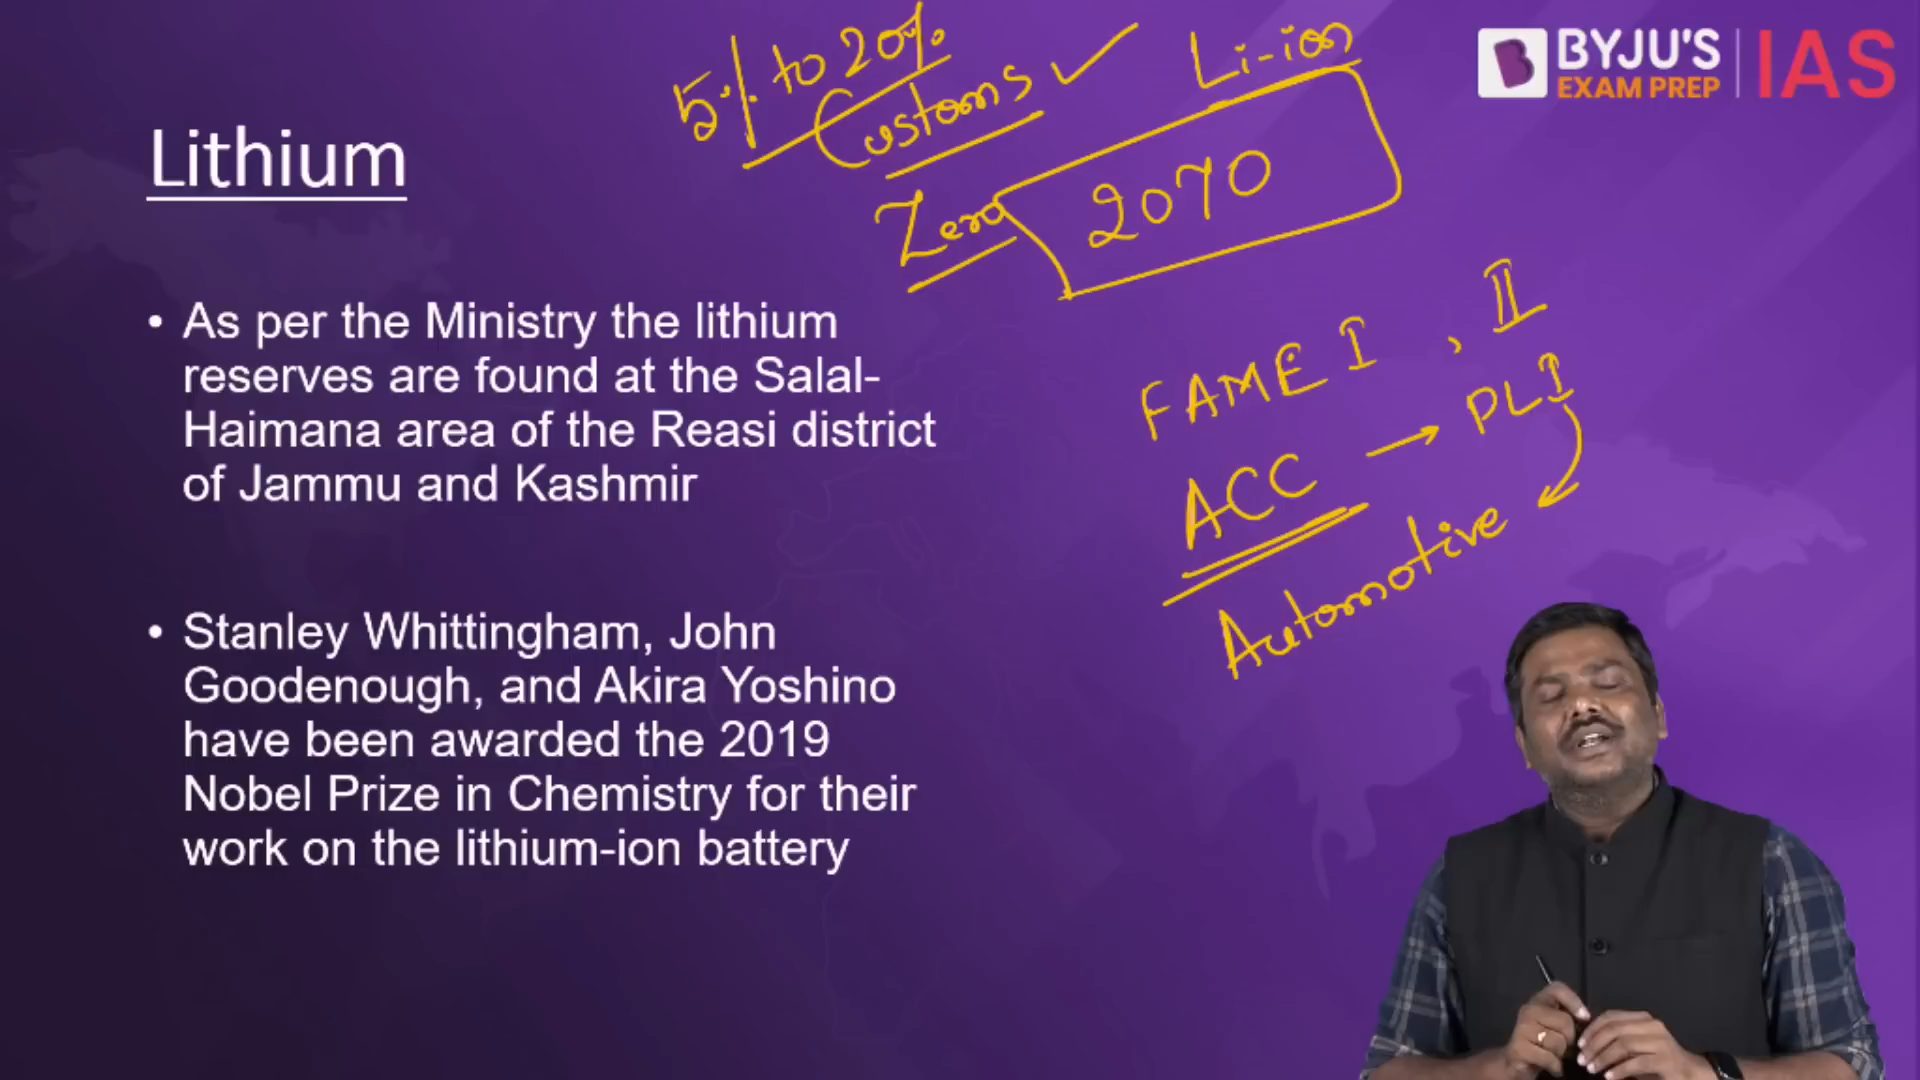 5% to 20%
Customs ✓
Li-ion
Zero
2070
BYJU'S
EXAM PREP
IAS
Lithium
• As per the Ministry the lithium
reserves are found at the Salal-
Haimana area of the Reasi district
of Jammu and Kashmir
FAME I , II
ACC → PLI
Automotive
• Stanley Whittingham, John
Goodenough, and Akira Yoshino
have been awarded the 2019
Nobel Prize in Chemistry for their
work on the lithium-ion battery